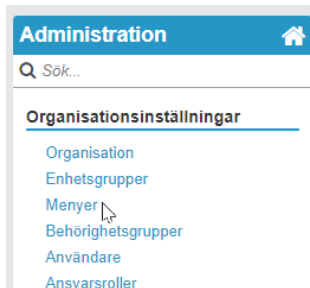 Administration
Sök...
Organisationsinställningar
Organisation
Enhetsgrupper
Menyer
Behörighetsgrupper
Användare
Ansvarsroller